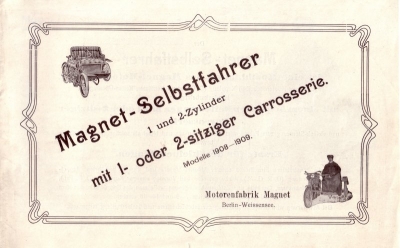 Magnet-Selbstfahrer
1 und 2-Zylinder
mit 1- oder 2-sitziger Carrosserie.
Modelle 1908—1909.
Motorenfabrik Magnet
Berlin-Weissensee.